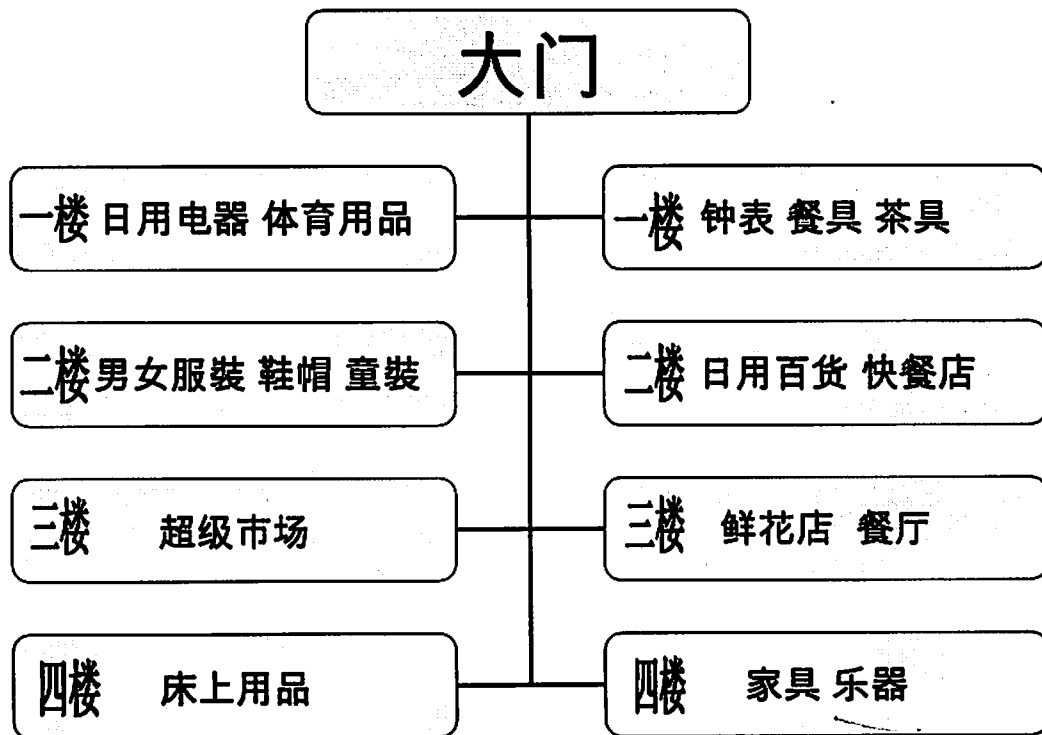 大门
一楼 日用电器 体育用品
一楼 钟表 餐具 茶具
二楼 男女服装 鞋帽 童装
二楼 日用百货 快餐店
三楼 超级市场
三楼 鲜花店 餐厅
四楼 床上用品
四楼 家具 乐器